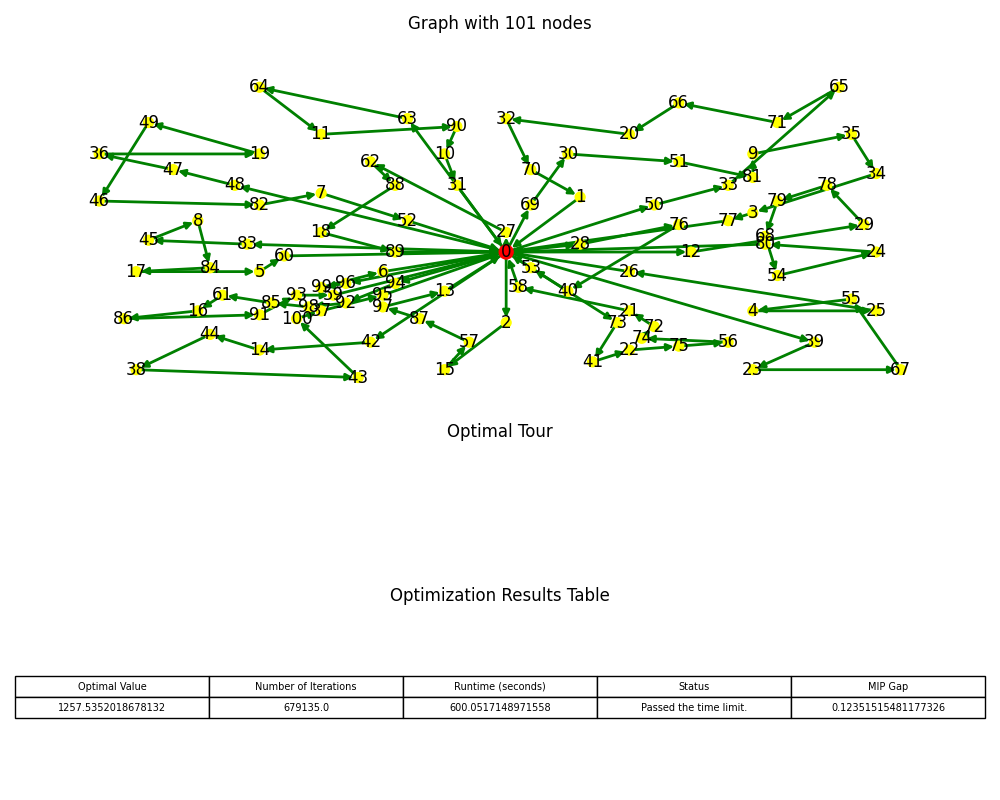 Graph with 101 nodes
64 65
66
49 63 32 71
90
11 20 35
36 19 10 30 9
62 51
47 70 81 34
48 7 88 31 33 78
46 82 69 1 50 79
8 52 3
18 27 76 77 29
45 83 28 68
60 89 0 12 80 24
17 84 5 6 53 26 54
99 96 94 58 40
61 93 59 95 13 55
16 85 98 37 92 97 21 4 25
86 91 100 87 2 73 72
44 42 57 74 56 39
14 22 75
38 43 15 41 23 67
Optimal Tour
Optimization Results Table
Optimal Value Number of Iterations Runtime (seconds) Status MIP Gap
1257.5352018678132 679135.0 600.0517148971558 Passed the time limit. 0.12351515481177326